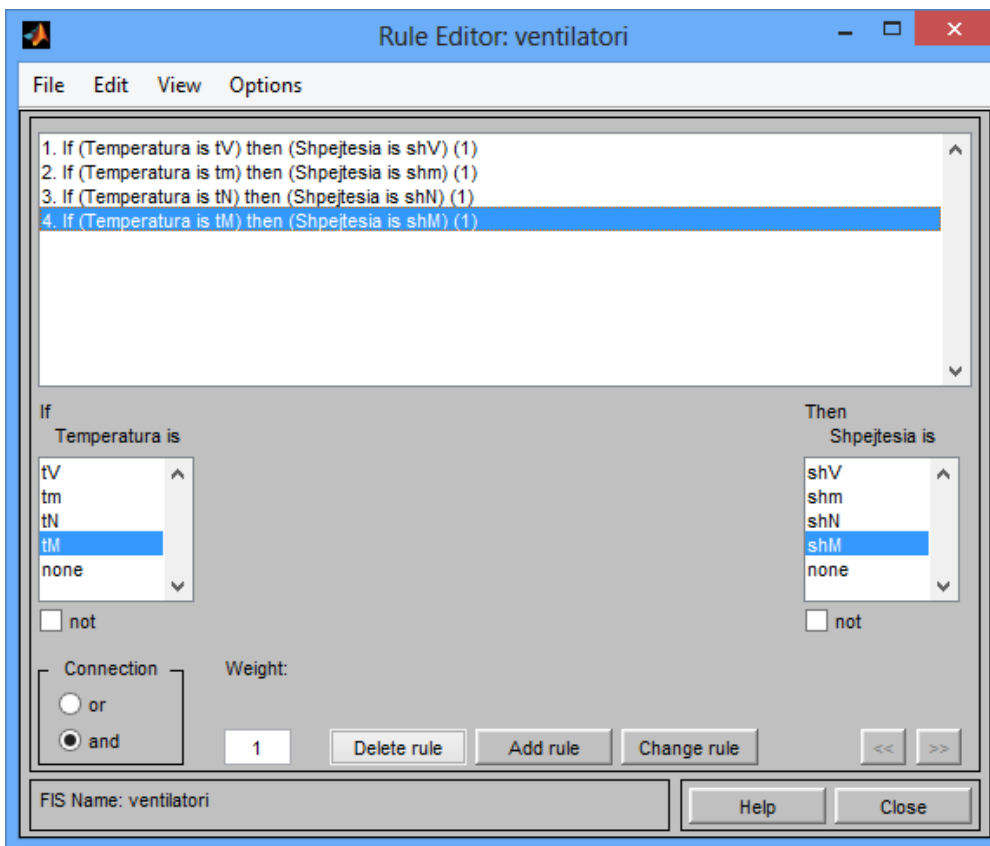 Rule Editor: ventilatori
File Edit View Options
1. If (Temperatura is tV) then (Shpejtesia is shV) (1)
2. If (Temperatura is tm) then (Shpejtesia is shm) (1)
3. If (Temperatura is tN) then (Shpejtesia is shN) (1)
4. If (Temperatura is tM) then (Shpejtesia is shM) (1)
If
Temperatura is
tV
tm
tN
tM
none
not
Then
Shpejtesia is
shV
shm
shN
shM
none
not
Connection
or
and
Weight:
1
Delete rule
Add rule
Change rule
<<
>>
FIS Name: ventilatori
Help
Close